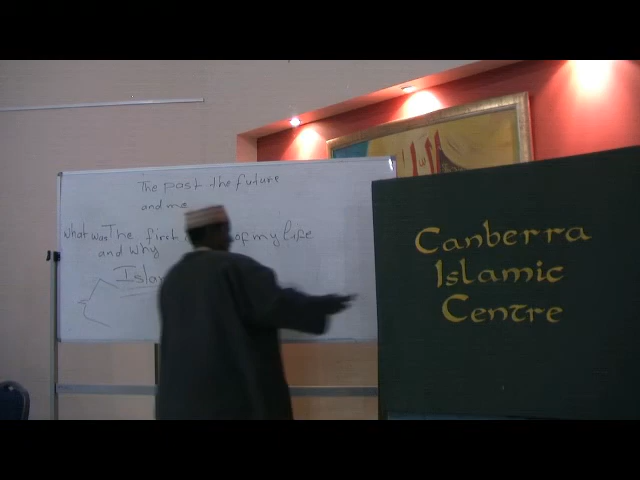 The past the future
and me
what was The first of my life
and why
Canberra
Islamic
Centre